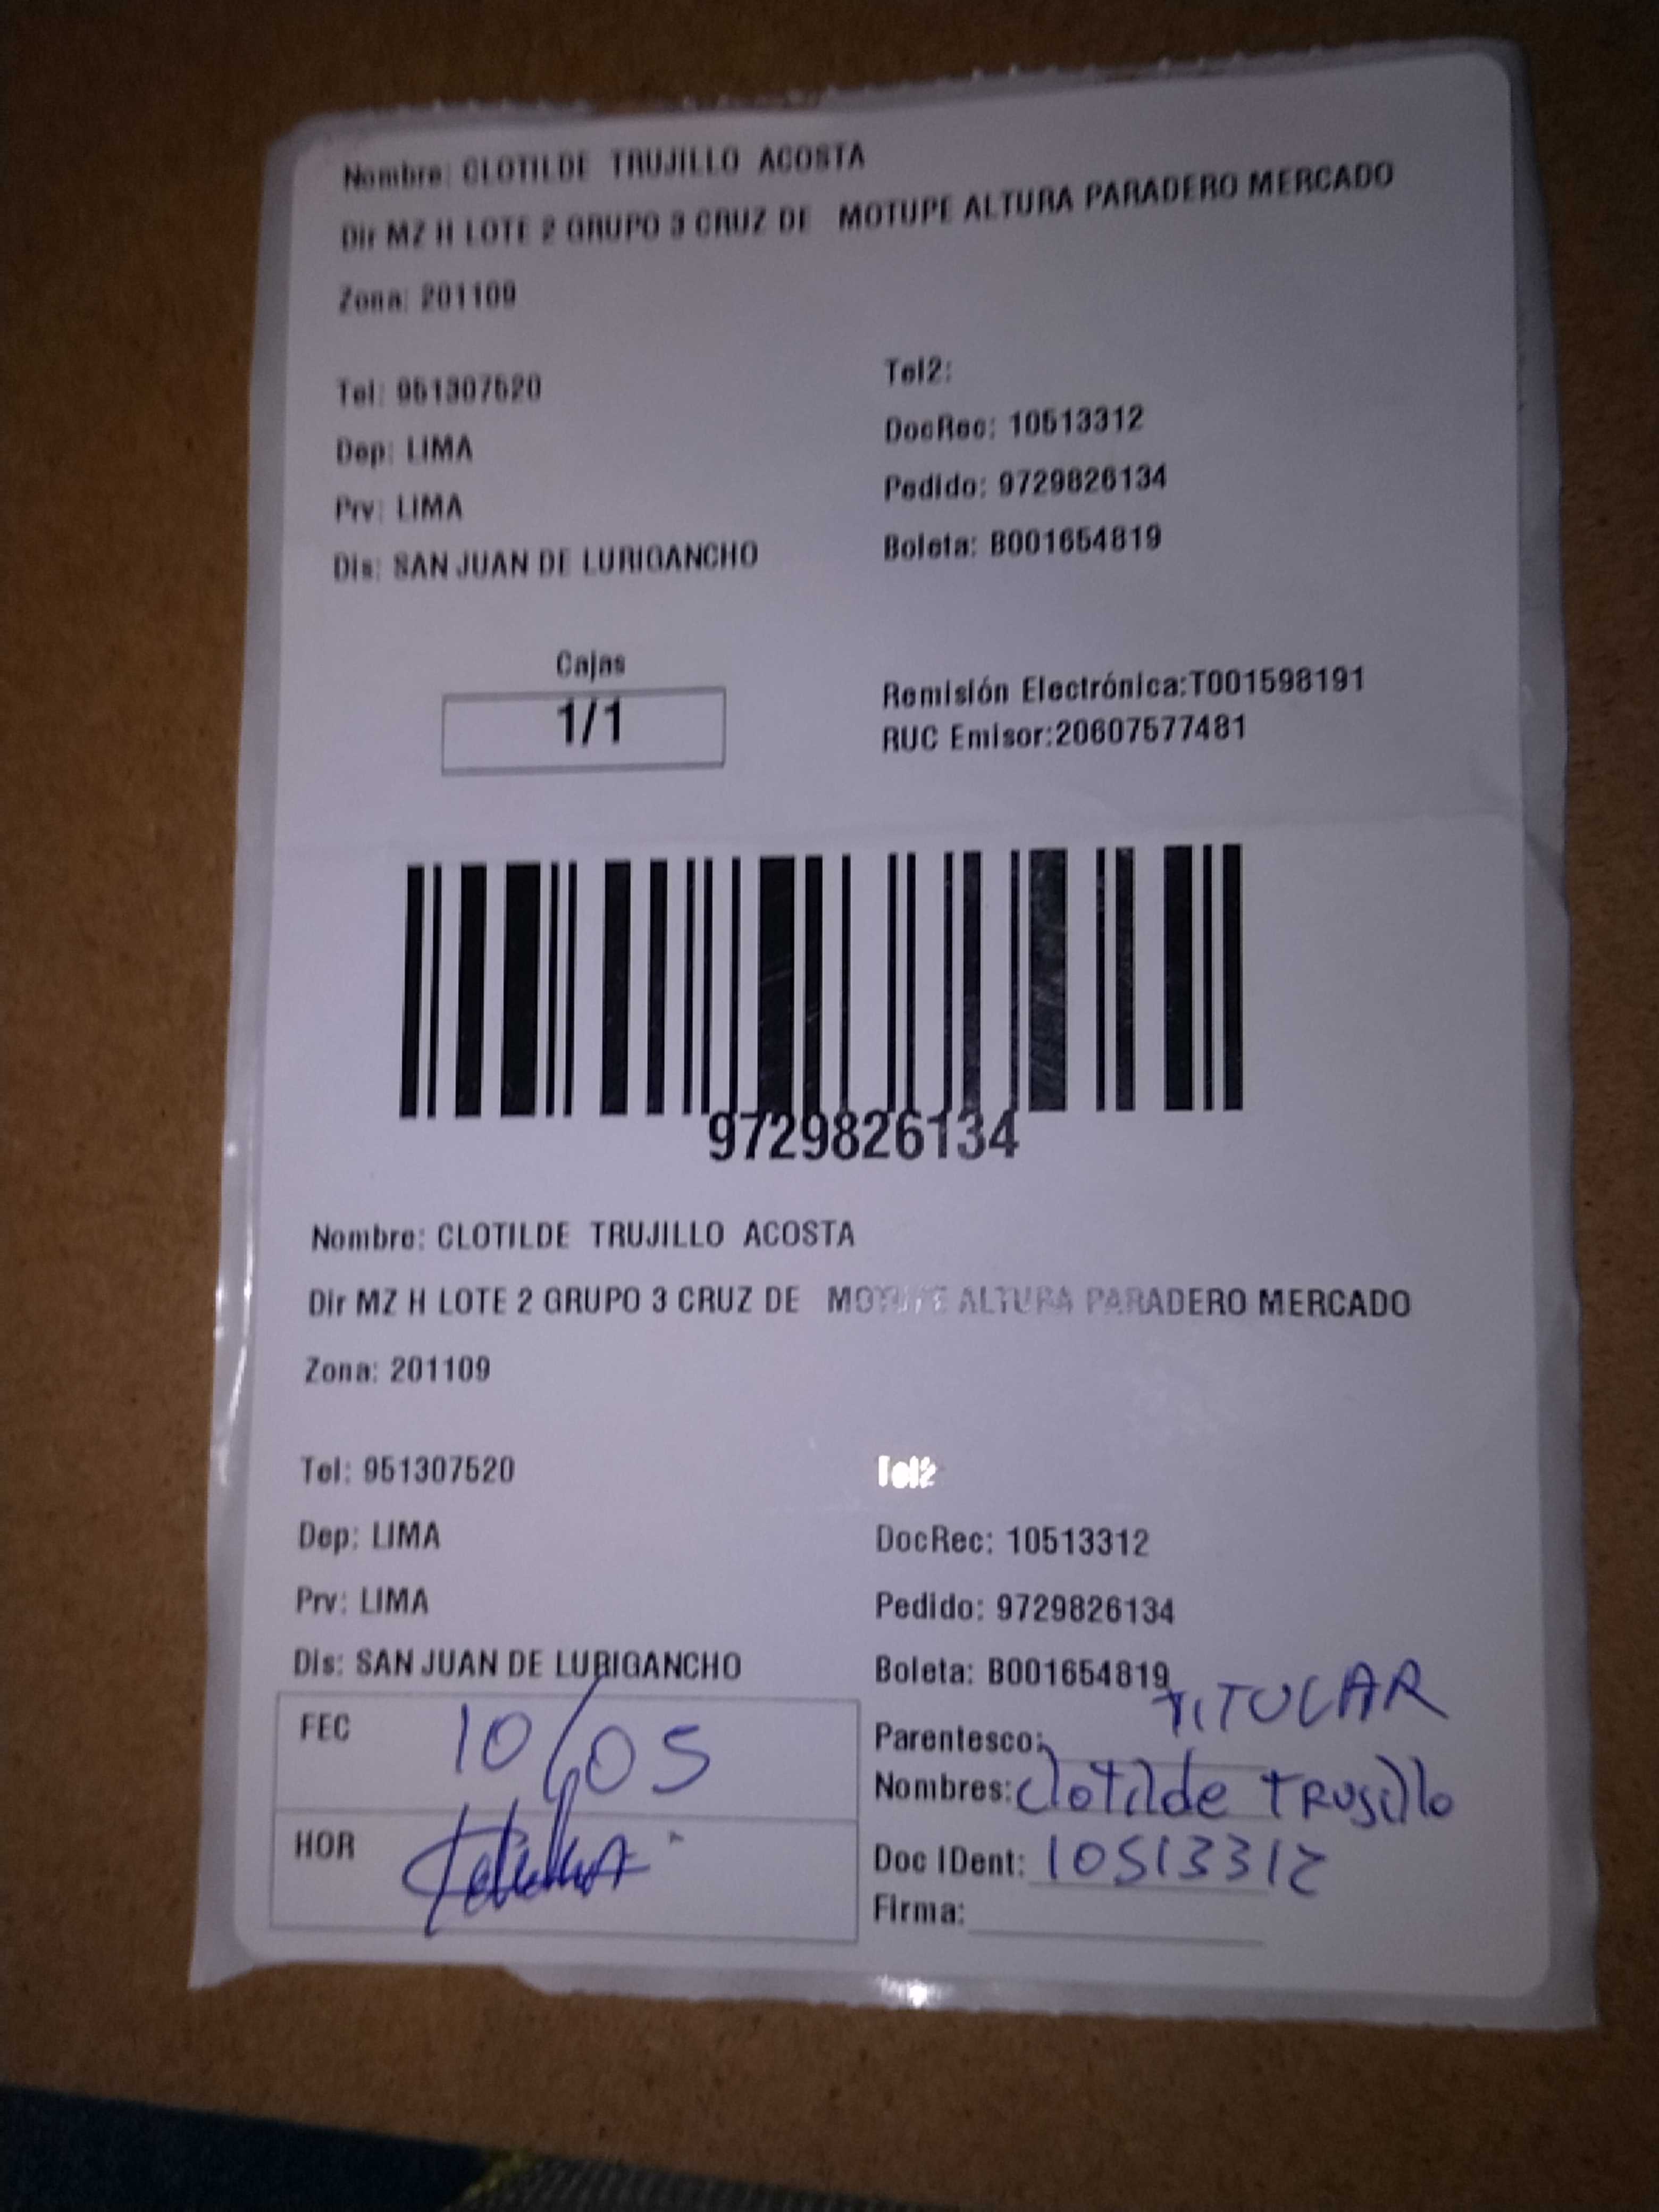 Nombre: CLOTILDE TRUJILLO ACOSTA
Dir MZ H LOTE 2 GRUPO 3 CRUZ DE MOTUPE ALTURA PARADERO MERCADO
Zona: 201109
Tel: 951307520
Tel2:
Dep: LIMA
DocRec: 10513312
Prv: LIMA
Pedido: 9729826134
Dis: SAN JUAN DE LURIGANCHO
Boleta: B001654819
Cajas
1/1
Remisión Electrónica:T001598191
RUC Emisor:20607577481
9729826134
Nombre: CLOTILDE TRUJILLO ACOSTA
Dir MZ H LOTE 2 GRUPO 3 CRUZ DE MOTUPE ALTURA PARADERO MERCADO
Zona: 201109
Tel: 951307520
Tel2
Dep: LIMA
DocRec: 10513312
Prv: LIMA
Pedido: 9729826134
Dis: SAN JUAN DE LURIGANCHO
Boleta: B001654819
FEC 10/05
Parentesco: TITULAR
Nombres: Clotilde TRUJillo
HOR
Doc IDent: 10513312
Firma: